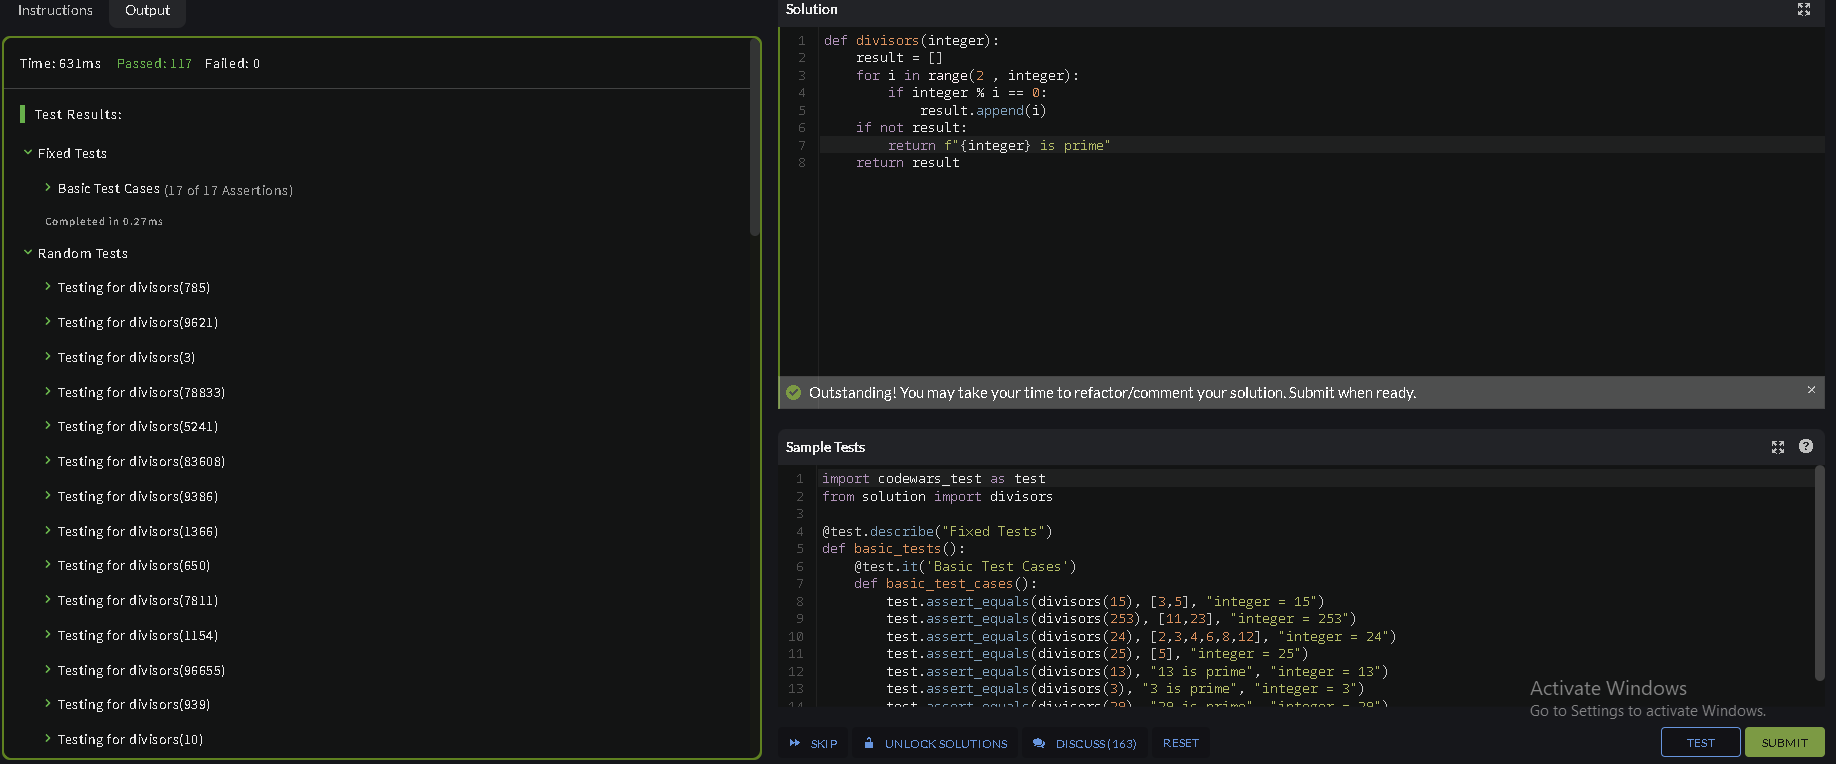 Instructions
Output
Time: 631ms Passed: 117 Failed: 0
Test Results:
Fixed Tests
Basic Test Cases (17 of 17 Assertions)
Completed in 0.27ms
Random Tests
Testing for divisors(785)
Testing for divisors(9621)
Testing for divisors(3)
Testing for divisors(78833)
Testing for divisors(5241)
Testing for divisors(83608)
Testing for divisors(9386)
Testing for divisors(1366)
Testing for divisors(650)
Testing for divisors(7811)
Testing for divisors(1154)
Testing for divisors(96655)
Testing for divisors(939)
Testing for divisors(10)
Solution
1 def divisors(integer):
2     result = []
3     for i in range(2 , integer):
4         if integer % i == 0:
5             result.append(i)
6     if not result:
7         return f"{integer} is prime"
8     return result
Outstanding! You may take your time to refactor/comment your solution. Submit when ready.
Sample Tests
1 import codewars_test as test
2 from solution import divisors
3
4 @test.describe("Fixed Tests")
5 def basic_tests():
6     @test.it('Basic Test Cases')
7     def basic_test_cases():
8         test.assert_equals(divisors(15), [3,5], "integer = 15")
9         test.assert_equals(divisors(253), [11,23], "integer = 253")
10         test.assert_equals(divisors(24), [2,3,4,6,8,12], "integer = 24")
11         test.assert_equals(divisors(25), [5], "integer = 25")
12         test.assert_equals(divisors(13), "13 is prime", "integer = 13")
13         test.assert_equals(divisors(3), "3 is prime", "integer = 3")
14         test.assert_equals(divisors(29), "29 is prime", "integer = 29")
Activate Windows
Go to Settings to activate Windows.
SKIP
UNLOCK SOLUTIONS
DISCUSS (163)
RESET
TEST
SUBMIT